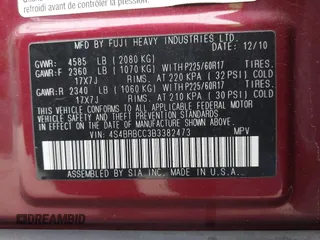 refroidi avant de contrôler la pression.
MFD BY FUJI HEAVY INDUSTRIES LTD.
GVWR: 4585 LB (2080 KG) DATE: 12/10
GAWR:F 2360 LB (1070 KG) WITH P225/60R17 TIRES,
17X7J RIMS, AT 220 KPA (32 PSI) COLD
GAWR:R 2340 LB (1060 KG) WITH P225/60R17 TIRES,
17X7J RIMS, AT 210 KPA (30 PSI) COLD
THIS VEHICLE CONFORMS TO ALL APPLICABLE
FEDERAL MOTOR VEHICLE SAFETY, BUMPER,
AND THEFT PREVENTION STANDARDS IN EFFECT
ON THE DATE OF MANUFACTURE SHOWN ABOVE.
VIN: 4S4BRBCC3B3382473 MPV
ASSEMBLED BY SIA INC. MADE IN U.S.A.
DREAMBID